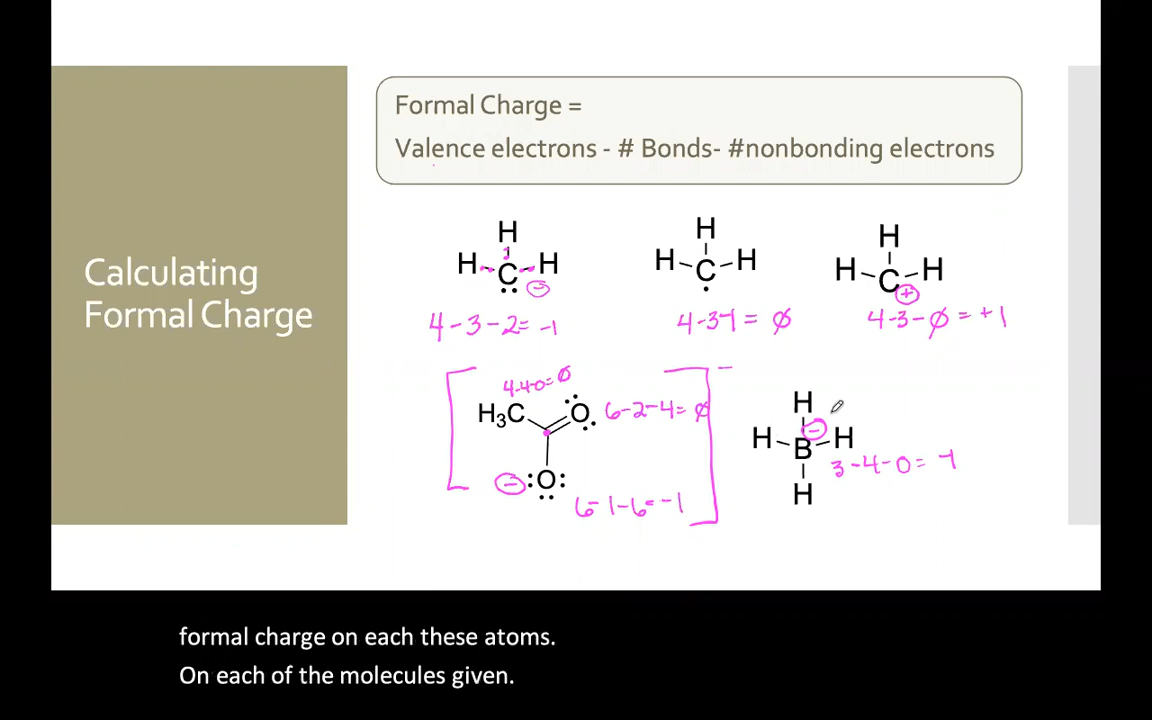 Calculating
Formal Charge
Formal Charge =
Valence electrons - # Bonds- #nonbonding electrons
H
H-C-H
:
⊖
4-3-2=-1
H
H-C-H
.
4-3-1=0
H
H-C-H
⊕
4-3-0=+1
4-4-0=0
H3C
O
6-2-4=0
⊖ :O:
6-1-6=-1
-
H
⊖
H-B-H
3-4-0=-1
H
formal charge on each these atoms.
On each of the molecules given.